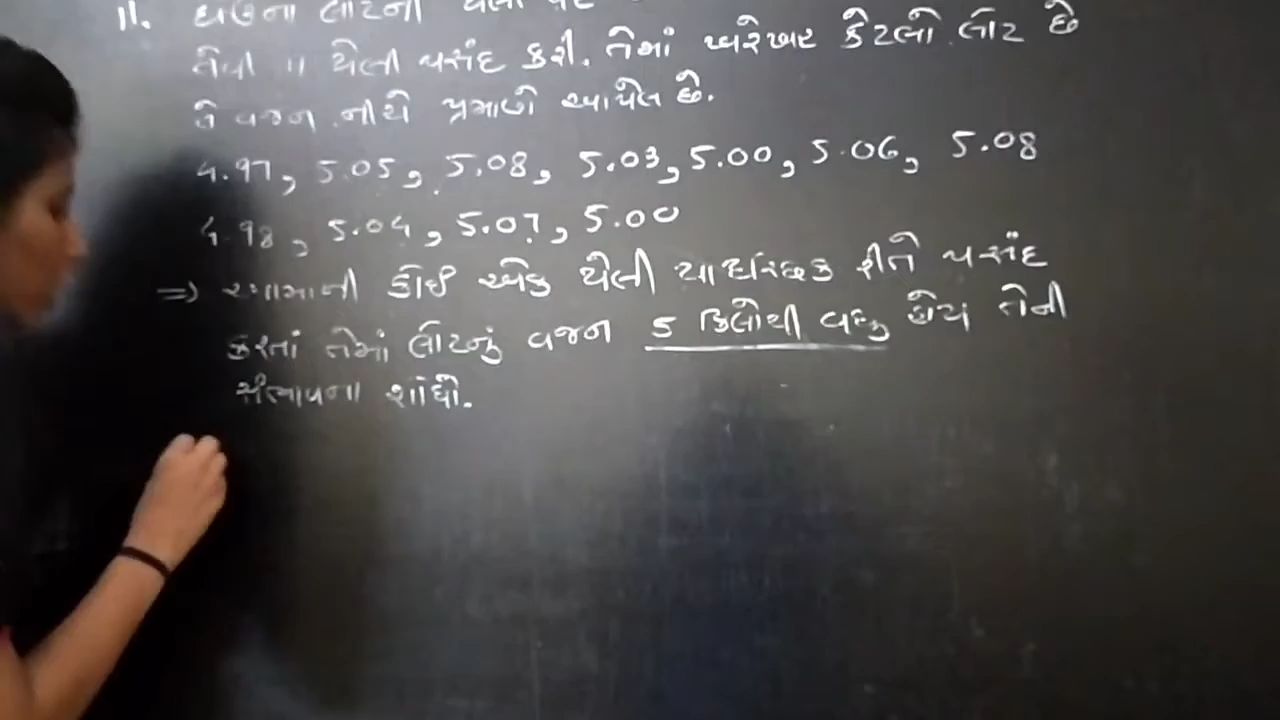 11. ઘઉંના લોટની થેલી
તેવી 11 થેલી પસંદ કરી. તેમાં ખરેખર કેટલો લોટ છે
તે વજન નીચે પ્રમાણે આપેલ છે.
4.97, 5.05, 5.08, 5.03, 5.00, 5.06, 5.08
4.98, 5.04, 5.07, 5.00
⇒ આમાની કોઈ એક થેલી યાદચ્છિક રીતે પસંદ
કરતાં તેમાં લોટનું વજન 5 કિલોથી વધુ હોય તેની
સંભાવના શોધો.